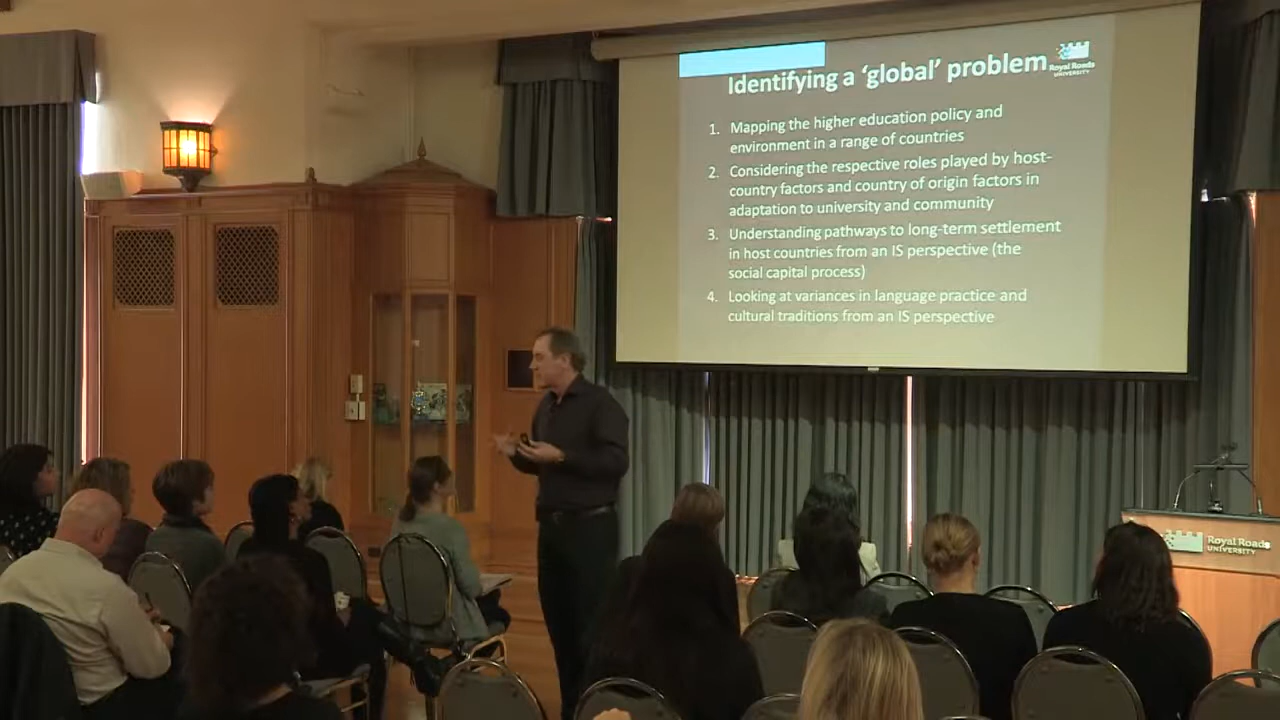 Identifying a ‘global’ problem
Royal Roads
UNIVERSITY
1. Mapping the higher education policy and
environment in a range of countries
2. Considering the respective roles played by host-
country factors and country of origin factors in
adaptation to university and community
3. Understanding pathways to long-term settlement
in host countries from an IS perspective (the
social capital process)
4. Looking at variances in language practice and
cultural traditions from an IS perspective
Royal Roads
UNIVERSITY